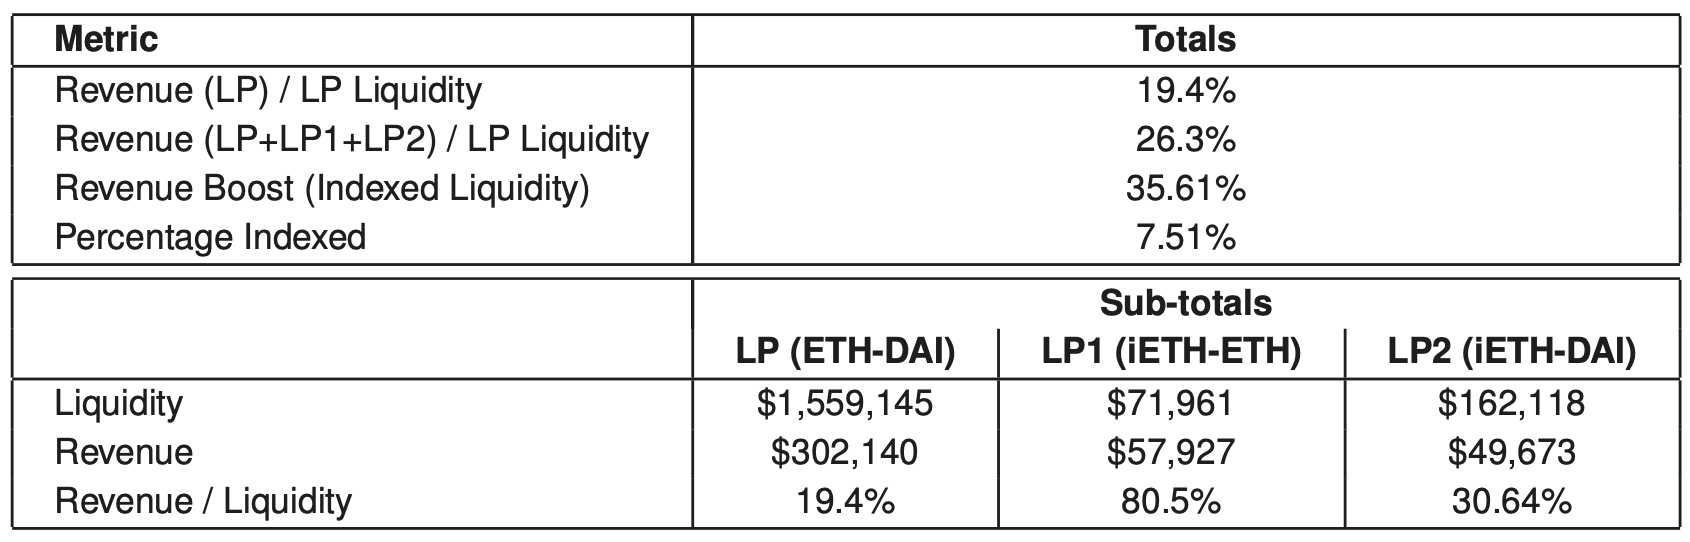 Metric Totals
Revenue (LP) / LP Liquidity 19.4%
Revenue (LP+LP1+LP2) / LP Liquidity 26.3%
Revenue Boost (Indexed Liquidity) 35.61%
Percentage Indexed 7.51%
Sub-totals
LP (ETH-DAI) LP1 (iETH-ETH) LP2 (iETH-DAI)
Liquidity $1,559,145 $71,961 $162,118
Revenue $302,140 $57,927 $49,673
Revenue / Liquidity 19.4% 80.5% 30.64%